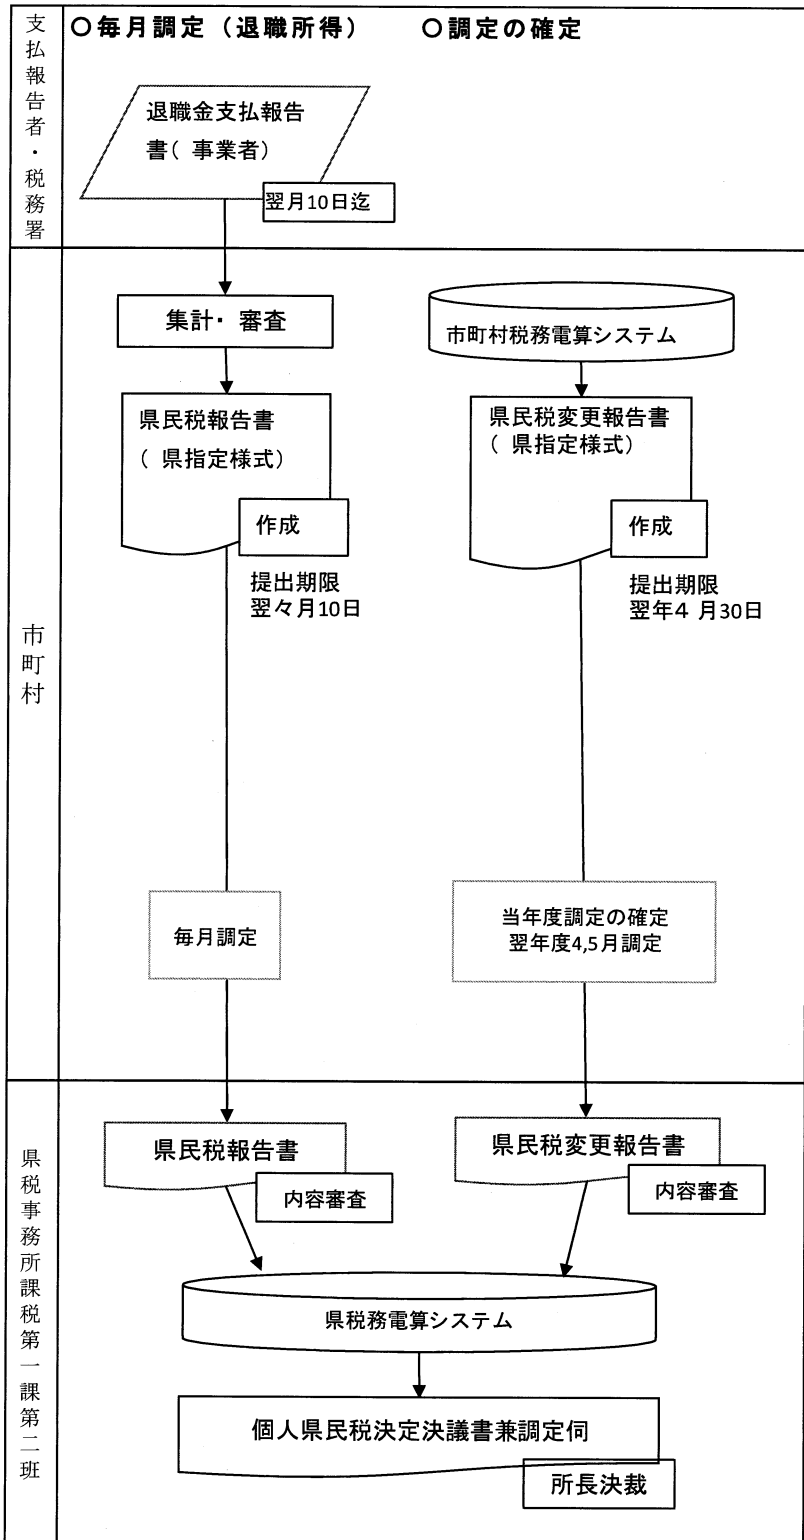 支払報告者・税務署
○毎月調定（退職所得）
○調定の確定
退職金支払報告
書( 事業者)
翌月10日迄
市町村
集計・審査
市町村税務電算システム
県民税報告書
( 県指定様式)
作成
提出期限
翌々月10日
県民税変更報告書
( 県指定様式)
作成
提出期限
翌年4 月30日
毎月調定
当年度調定の確定
翌年度4,5月調定
県税事務所課税第一課第二班
県民税報告書
内容審査
県民税変更報告書
内容審査
県税務電算システム
個人県民税決定決議書兼調定伺
所長決裁